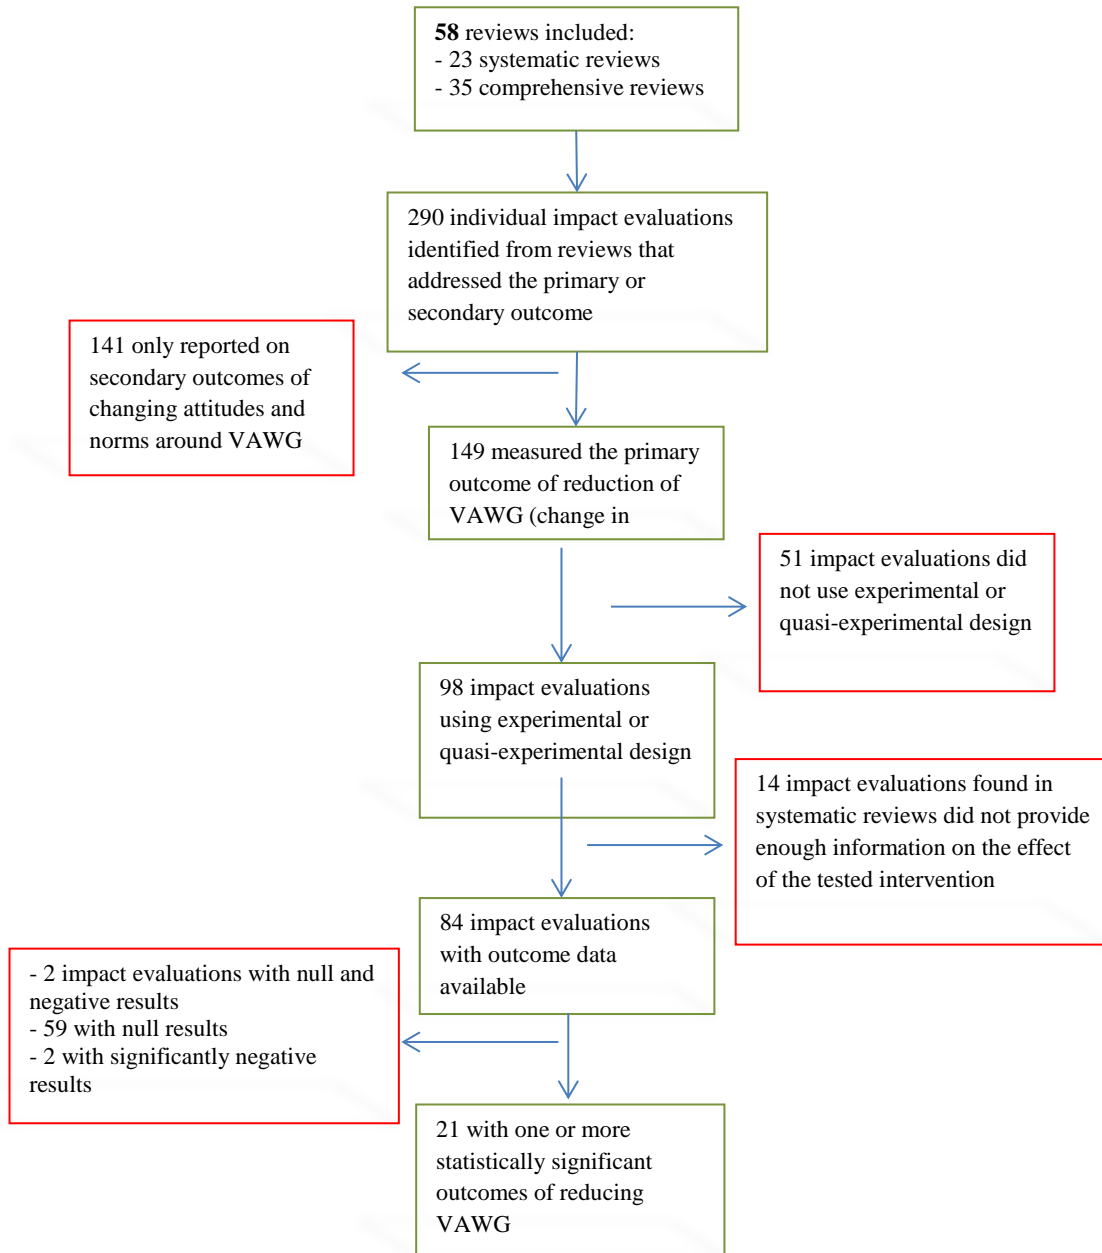 58 reviews included:
- 23 systematic reviews
- 35 comprehensive reviews
290 individual impact evaluations
identified from reviews that
addressed the primary or
secondary outcome
141 only reported on
secondary outcomes of
changing attitudes and
norms around VAWG
149 measured the primary
outcome of reduction of
VAWG (change in
51 impact evaluations did
not use experimental or
quasi-experimental design
98 impact evaluations
using experimental or
quasi-experimental design
14 impact evaluations found in
systematic reviews did not provide
enough information on the effect
of the tested intervention
84 impact evaluations
with outcome data
available
- 2 impact evaluations with null and
negative results
- 59 with null results
- 2 with significantly negative
results
21 with one or more
statistically significant
outcomes of reducing
VAWG